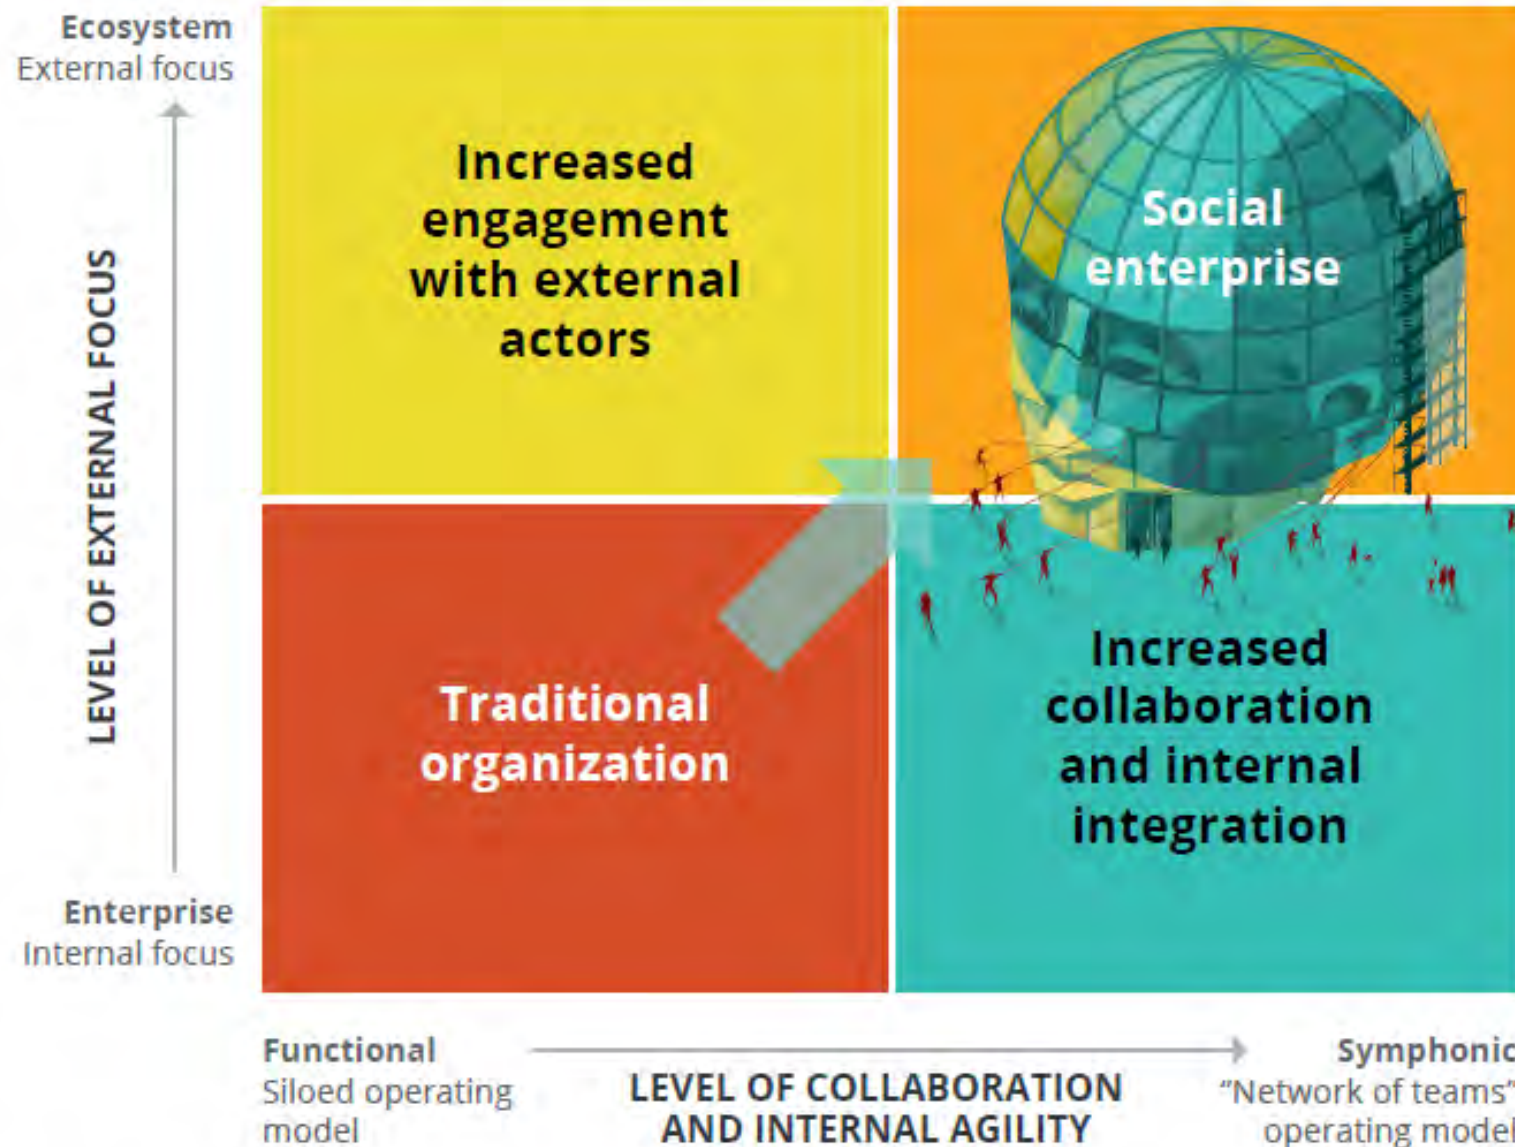 Ecosystem
External focus
LEVEL OF EXTERNAL FOCUS
Enterprise
Internal focus
Increased
engagement
with external
actors
Social
enterprise
Traditional
organization
Increased
collaboration
and internal
integration
Functional
Siloed operating
model
LEVEL OF COLLABORATION
AND INTERNAL AGILITY
Symphonic
“Network of teams”
operating model